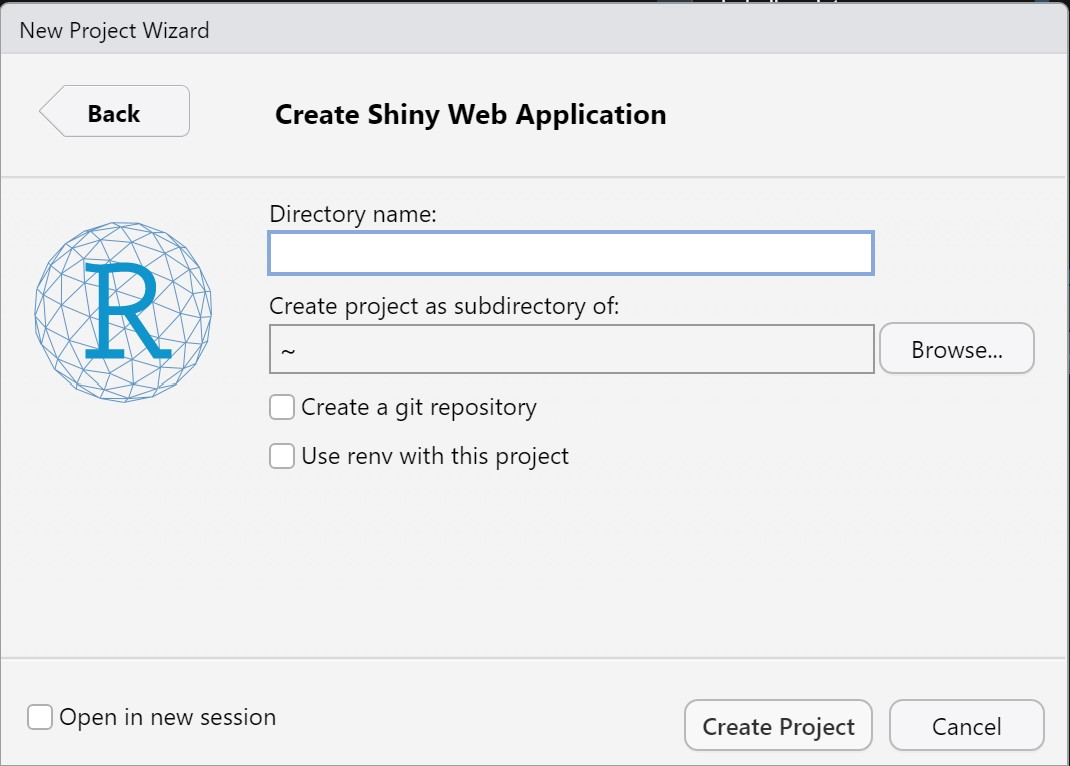 New Project Wizard
Back
Create Shiny Web Application
Directory name:
R
Create project as subdirectory of:
~
Browse...
Create a git repository
Use renv with this project
Open in new session
Create Project
Cancel